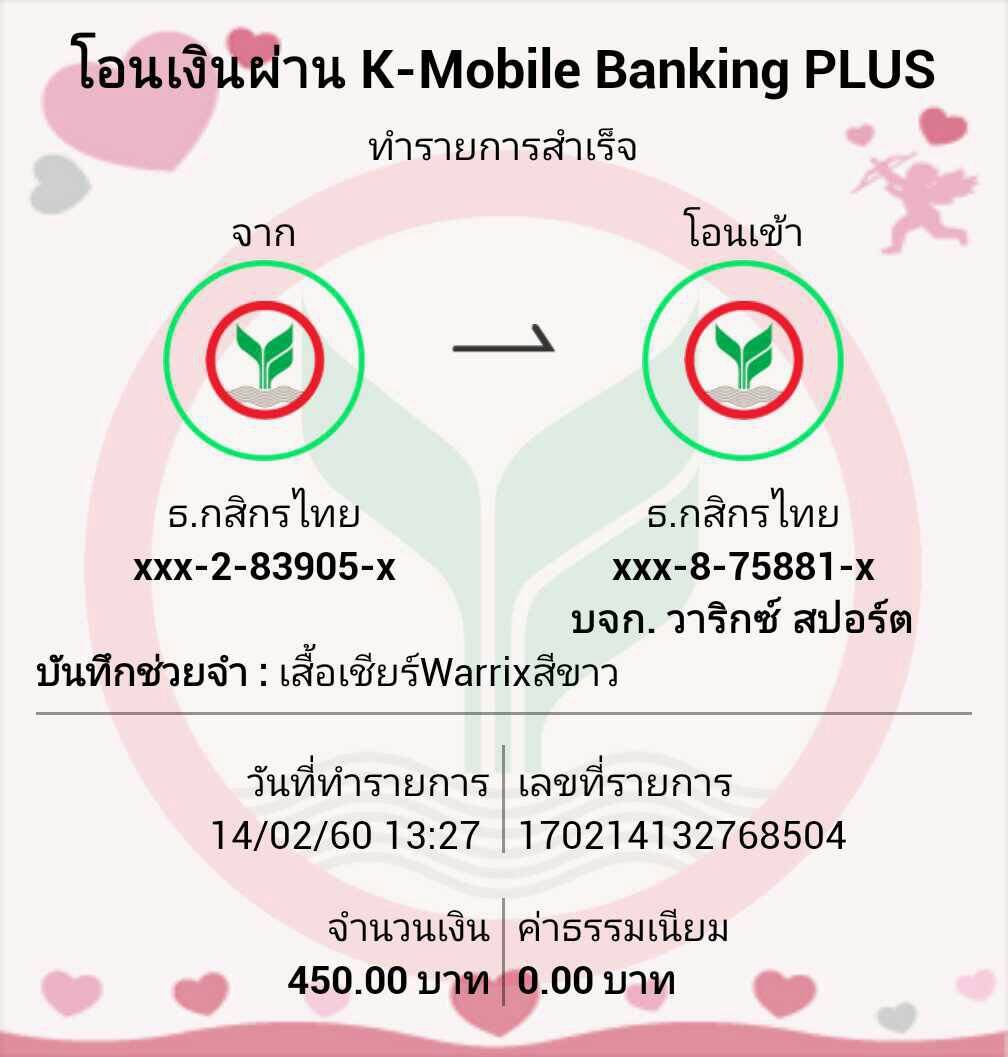 โอนเงินผ่าน K-Mobile Banking PLUS
ทำรายการสำเร็จ
จาก
โอนเข้า
ธ.กสิกรไทย
xxx-2-83905-x
ธ.กสิกรไทย
xxx-8-75881-x
บจก. วาริกซ์ สปอร์ต
บันทึกช่วยจำ : เสื้อเชียร์Warrixสีขาว
วันที่ทำรายการ
14/02/60 13:27
เลขที่รายการ
170214132768504
จำนวนเงิน
450.00 บาท
ค่าธรรมเนียม
0.00 บาท